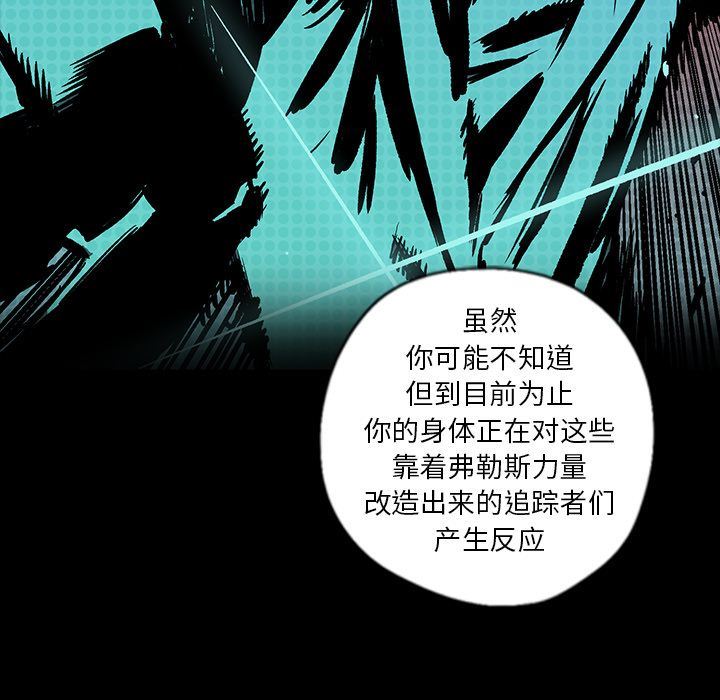 虽然
你可能不知道
但到目前为止
你的身体正在对这些
靠着弗勒斯力量
改造出来的追踪者们
产生反应